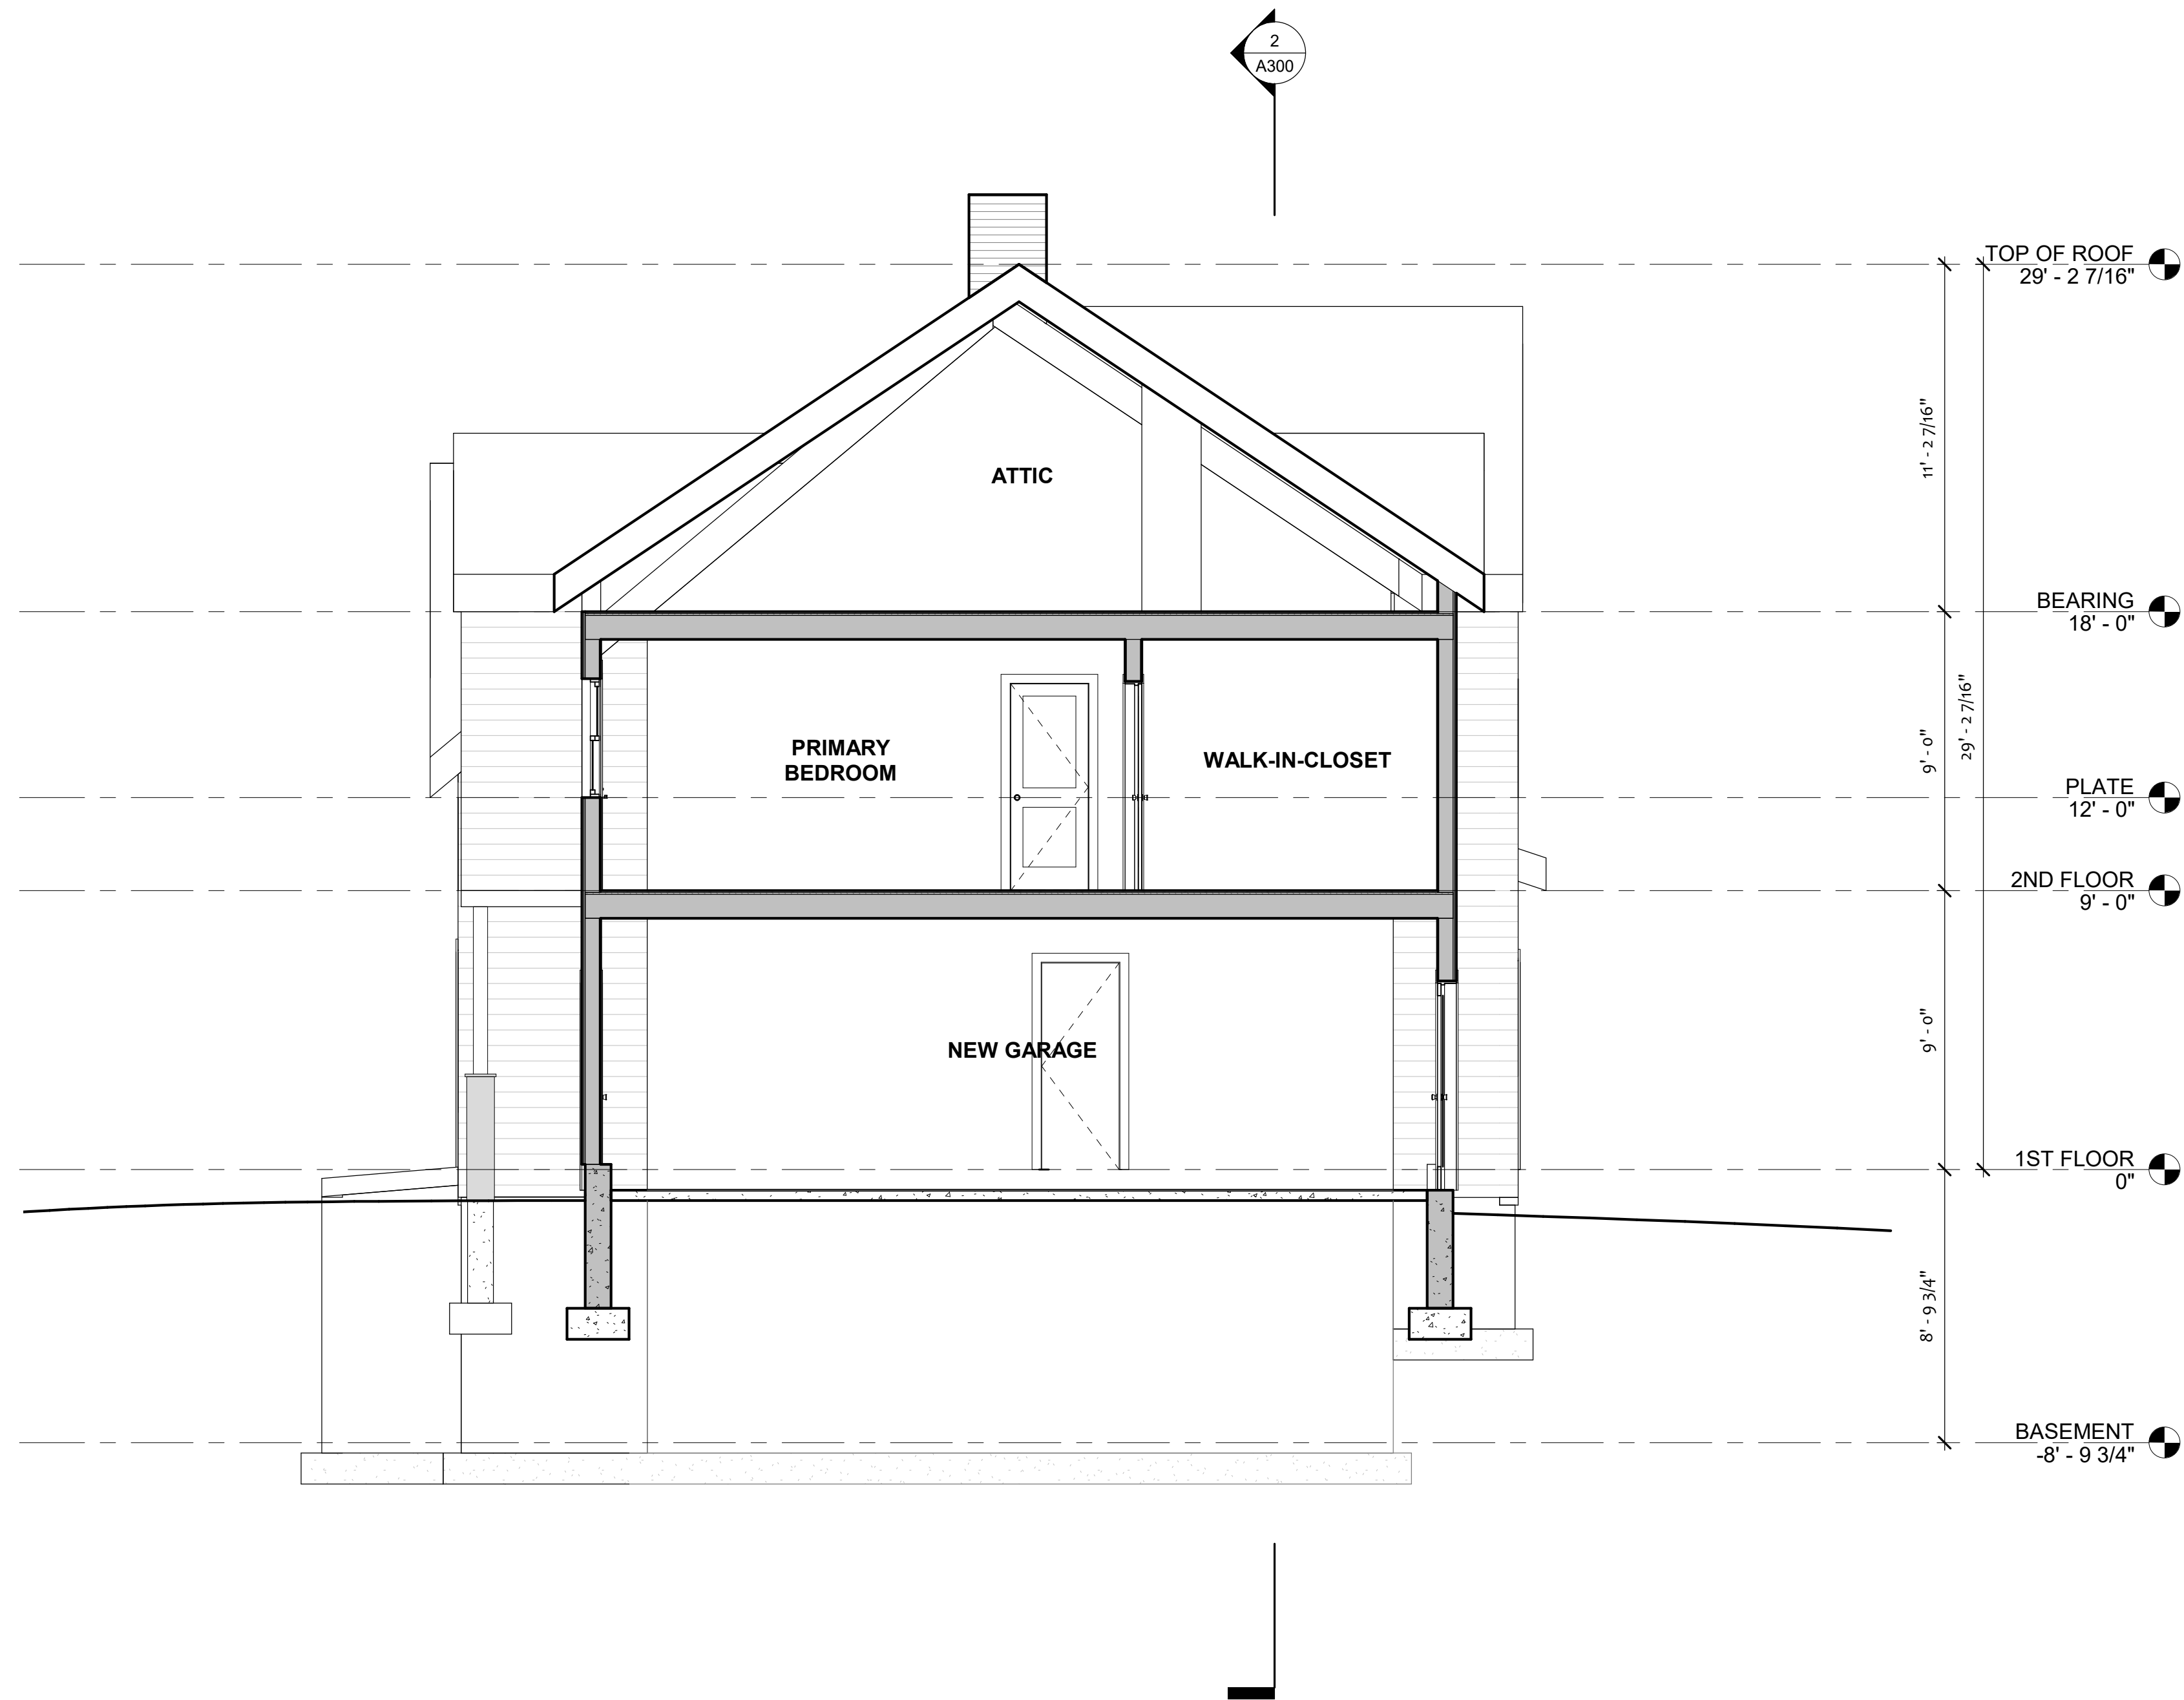 2
A300
TOP OF ROOF
29' - 2 7/16"
11' - 2 7/16"
ATTIC
BEARING
18' - 0"
29' - 2 7/16"
9' - 0"
PRIMARY
BEDROOM
WALK-IN-CLOSET
PLATE
12' - 0"
2ND FLOOR
9' - 0"
9' - 0"
NEW GARAGE
1ST FLOOR
0"
8' - 9 3/4"
BASEMENT
-8' - 9 3/4"